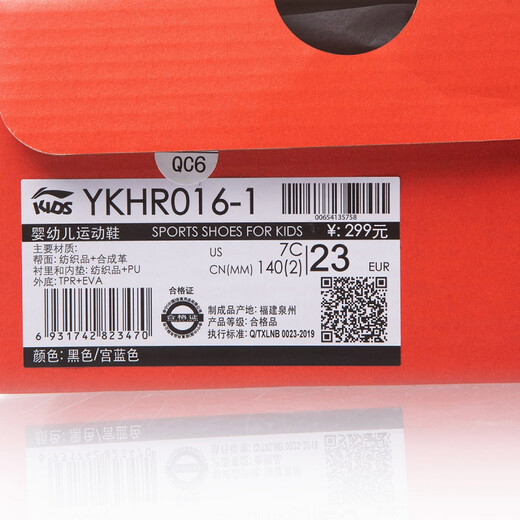 QC6
KIDS YKHR016-1
00654135758
婴幼儿运动鞋 SPORTS SHOES FOR KIDS ¥: 299元
主要材质:
帮面: 纺织品+合成革
衬里和内垫: 纺织品+PU
外底: TPR+EVA
US 7C
CN(MM) 140(2) 23 EUR
6 931742 823470
合格证
合格证
制成品产地: 福建泉州
产品等级: 合格品
执行标准: Q/TXLNB 0023-2019
颜色: 黑色/宫蓝色